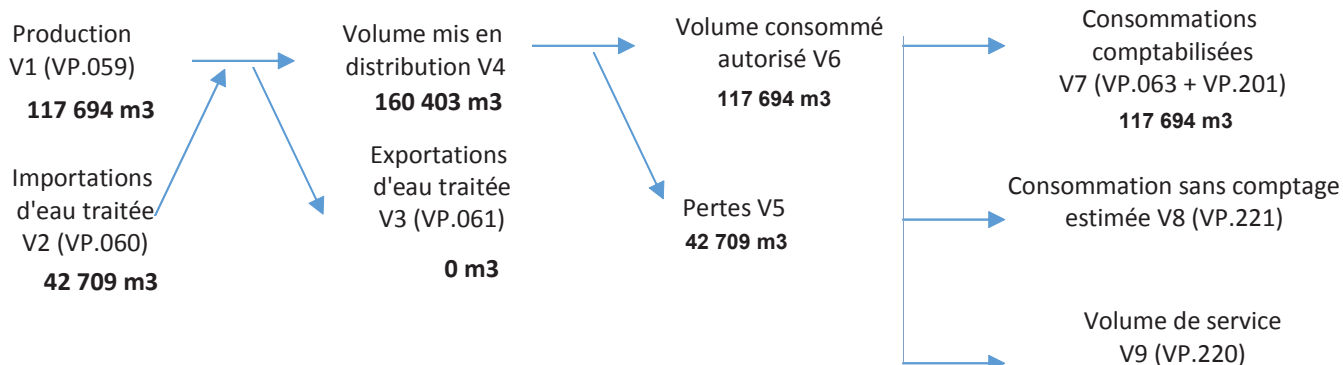 Production
V1 (VP.059)
117 694 m3
Importations
d'eau traitée
V2 (VP.060)
42 709 m3
Volume mis en
distribution V4
160 403 m3
Exportations
d'eau traitée
V3 (VP.061)
0 m3
Volume consommé
autorisé V6
117 694 m3
Pertes V5
42 709 m3
Consommations
comptabilisées
V7 (VP.063 + VP.201)
117 694 m3
Consommation sans comptage
estimée V8 (VP.221)
Volume de service
V9 (VP.220)